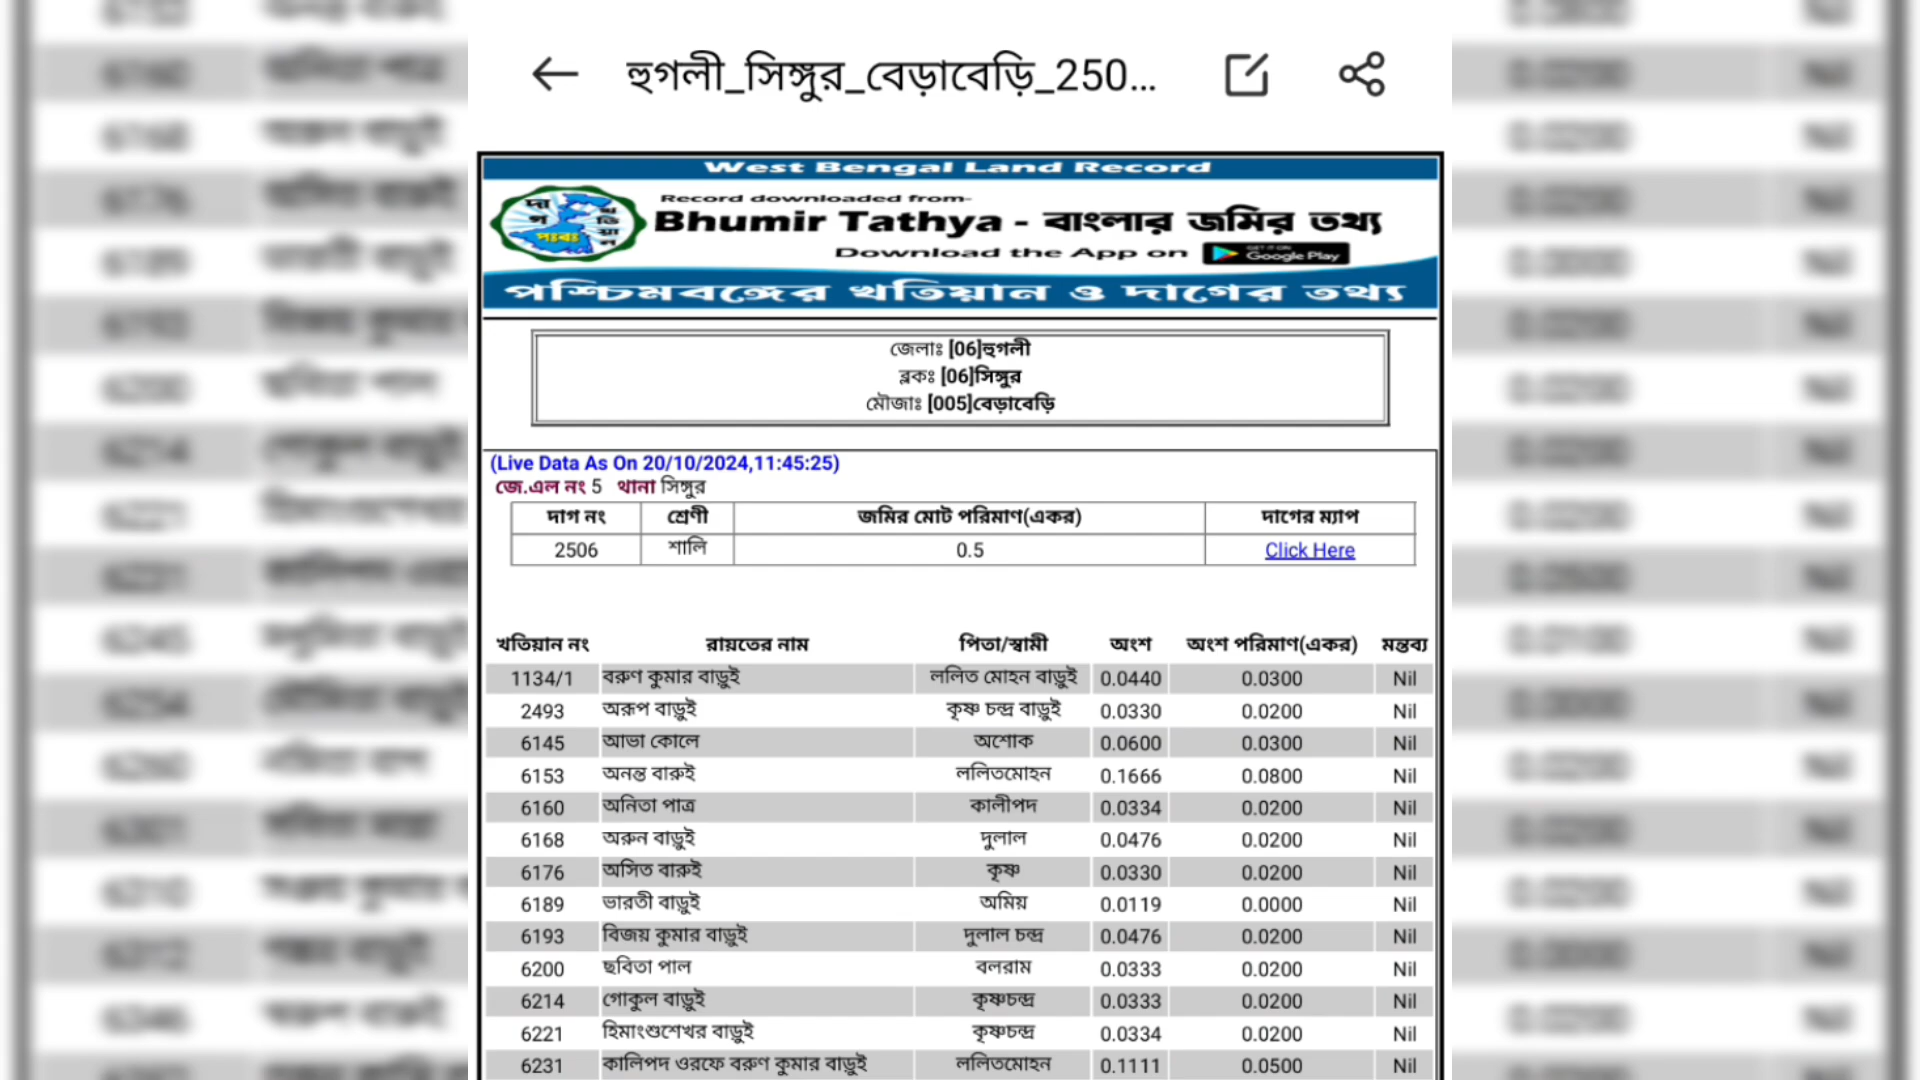 হুগলী_সিঙ্গুর_বেড়াবেড়ি_250...
West Bengal Land Record
Record downloaded from-
Bhumir Tathya - বাংলার জমির তথ্য
Download the App on GET IT ON Google Play
পশ্চিমবঙ্গের খতিয়ান ও দাগের তথ্য
জেলাঃ [06]হুগলী
ব্লকঃ [06]সিঙ্গুর
মৌজাঃ [005]বেড়াবেড়ি
(Live Data As On 20/10/2024,11:45:25)
জে.এল নং 5 থানা সিঙ্গুর
দাগ নং শ্রেণী জমির মোট পরিমাণ(একর) দাগের ম্যাপ
2506 শালি 0.5 Click Here
খতিয়ান নং রায়তের নাম পিতা/স্বামী অংশ অংশ পরিমাণ(একর) মন্তব্য
1134/1 বরুণ কুমার বাড়ুই ললিত মোহন বাড়ুই 0.0440 0.0300 Nil
2493 অরূপ বাড়ুই কৃষ্ণ চন্দ্র বাড়ুই 0.0330 0.0200 Nil
6145 আভা কোলে অশোক 0.0600 0.0300 Nil
6153 অনন্ত বারুই ললিতমোহন 0.1666 0.0800 Nil
6160 অনিতা পাত্র কালীপদ 0.0334 0.0200 Nil
6168 অরুন বাড়ুই দুলাল 0.0476 0.0200 Nil
6176 অসিত বারুই কৃষ্ণ 0.0330 0.0200 Nil
6189 ভারতী বাড়ুই অমিয় 0.0119 0.0000 Nil
6193 বিজয় কুমার বাড়ুই দুলাল চন্দ্র 0.0476 0.0200 Nil
6200 ছবিতা পাল বলরাম 0.0333 0.0200 Nil
6214 গোকুল বাড়ুই কৃষ্ণচন্দ্র 0.0333 0.0200 Nil
6221 হিমাংশুশেখর বাড়ুই কৃষ্ণচন্দ্র 0.0334 0.0200 Nil
6231 কালিপদ ওরফে বরুণ কুমার বাড়ুই ললিতমোহন 0.1111 0.0500 Nil